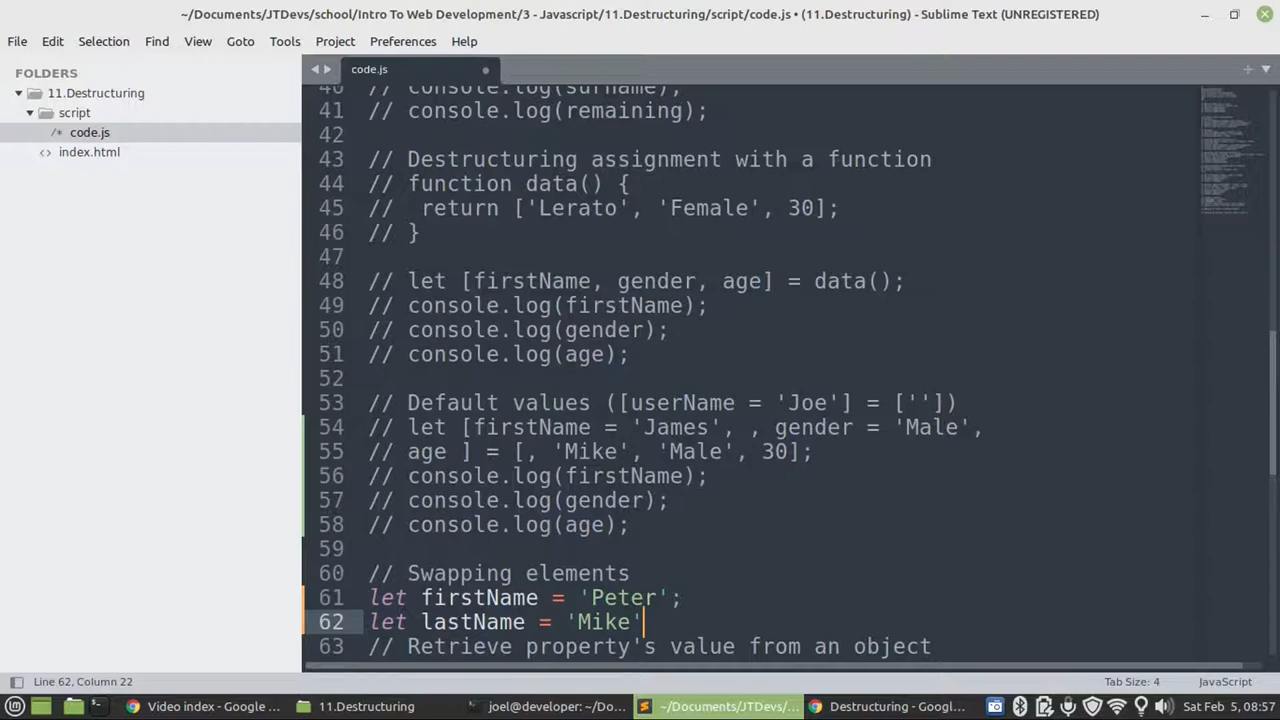 ~/Documents/JTDevs/school/Intro To Web Development/3 - Javascript/11.Destructuring/script/code.js • (11.Destructuring) - Sublime Text (UNREGISTERED)
File Edit Selection Find View Goto Tools Project Preferences Help
FOLDERS
11.Destructuring
script
/* code.js
<> index.html
code.js
40 // console.log(surname);
41 // console.log(remaining);
42
43 // Destructuring assignment with a function
44 // function data() {
45 //  return ['Lerato', 'Female', 30];
46 // }
47
48 // let [firstName, gender, age] = data();
49 // console.log(firstName);
50 // console.log(gender);
51 // console.log(age);
52
53 // Default values ([userName = 'Joe'] = [''])
54 // let [firstName = 'James', , gender = 'Male',
55 // age ] = [, 'Mike', 'Male', 30];
56 // console.log(firstName);
57 // console.log(gender);
58 // console.log(age);
59
60 // Swapping elements
61 let firstName = 'Peter';
62 let lastName = 'Mike'
63 // Retrieve property's value from an object
Line 62, Column 22
Tab Size: 4
JavaScript
Video index - Google ...
11.Destructuring
joel@developer: ~/Do...
~/Documents/JTDevs/...
Destructuring - Googl...
Sat Feb 5, 08:57